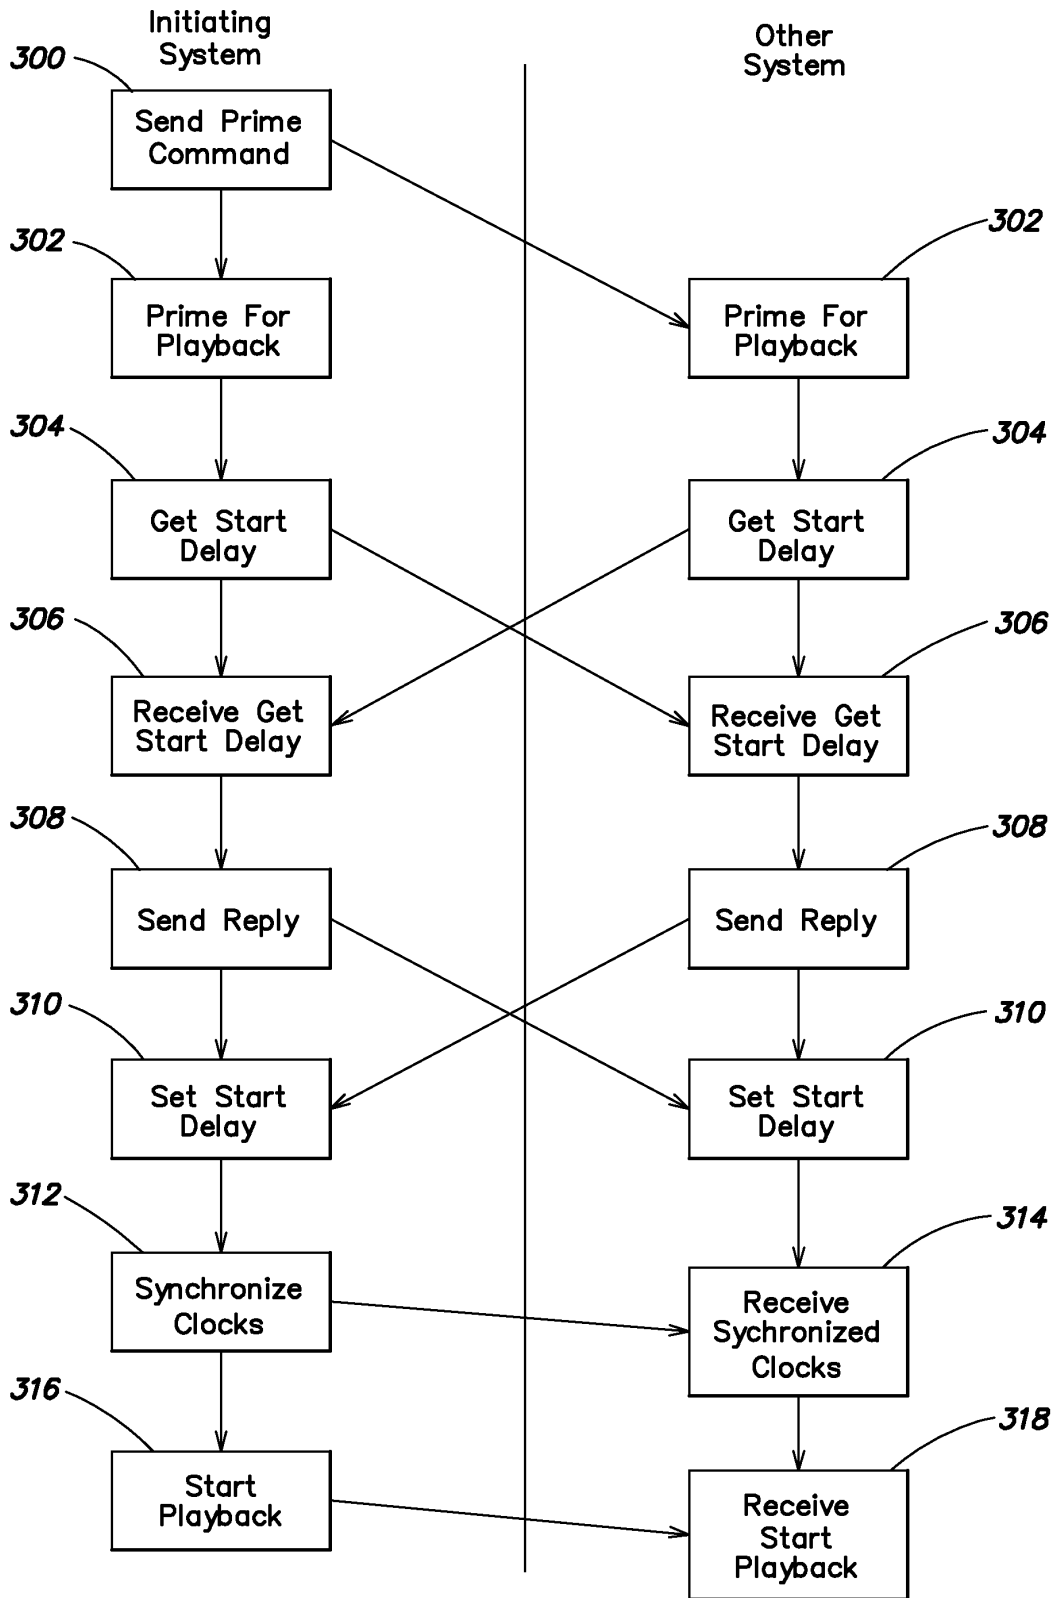 Initiating
System
Other
System
300
Send Prime
Command
302
Prime For
Playback
302
Prime For
Playback
304
Get Start
Delay
304
Get Start
Delay
306
Receive Get
Start Delay
306
Receive Get
Start Delay
308
Send Reply
308
Send Reply
310
Set Start
Delay
310
Set Start
Delay
312
Synchronize
Clocks
314
Receive
Sychronized
Clocks
316
Start
Playback
318
Receive
Start
Playback